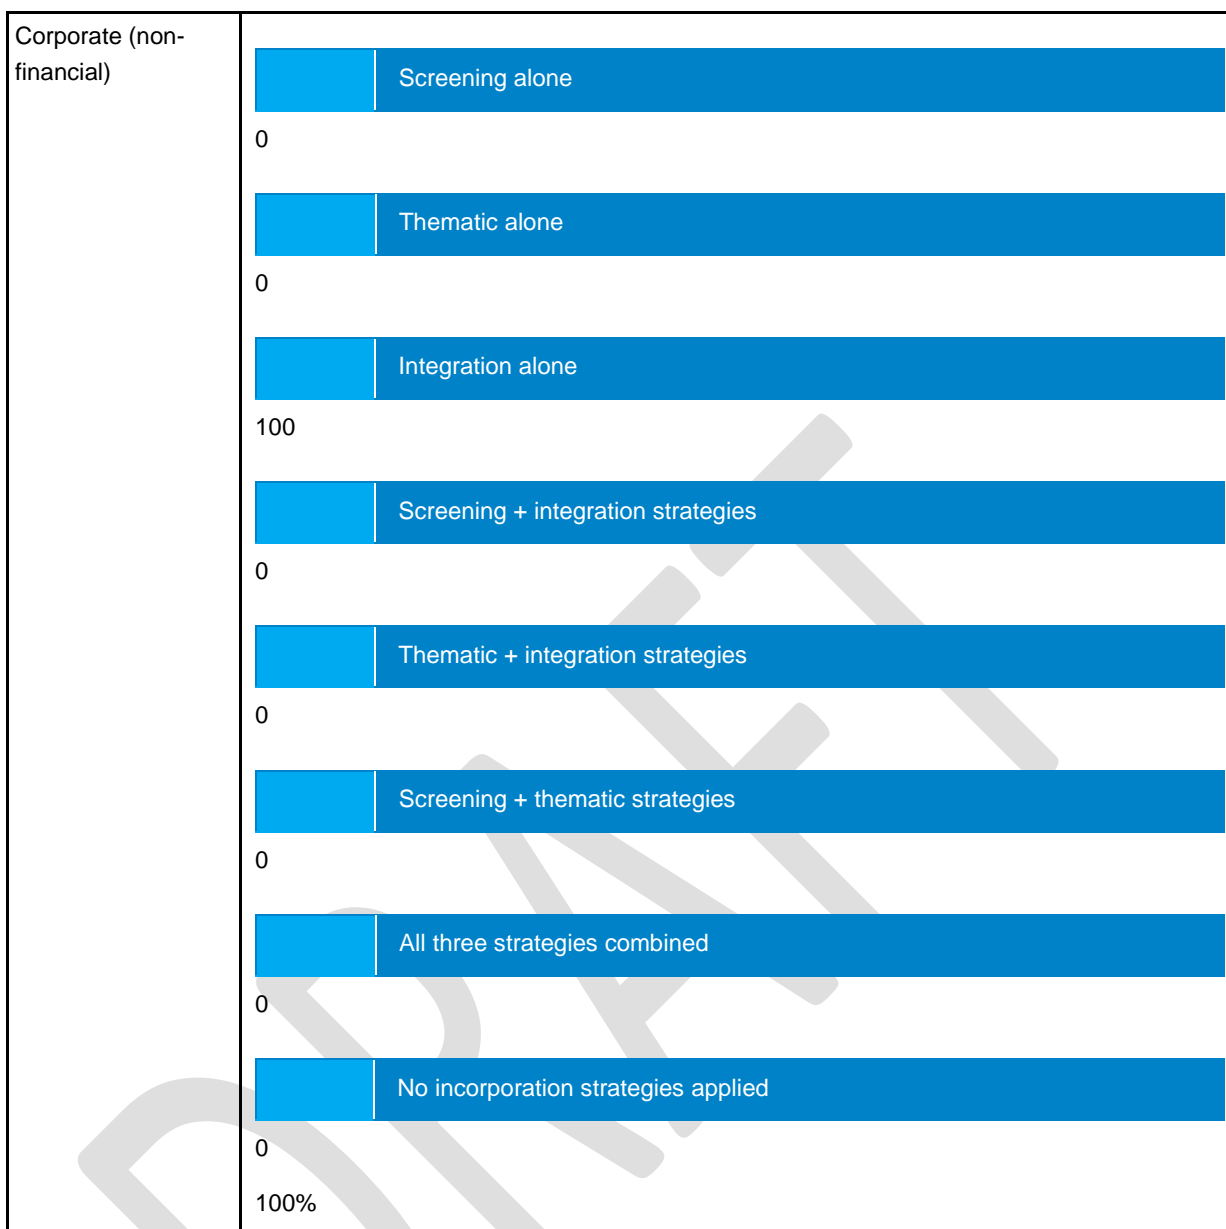 Corporate (non-
financial)
Screening alone
0
Thematic alone
0
Integration alone
100
Screening + integration strategies
0
Thematic + integration strategies
0
Screening + thematic strategies
0
All three strategies combined
0
No incorporation strategies applied
0
100%
DRAFT